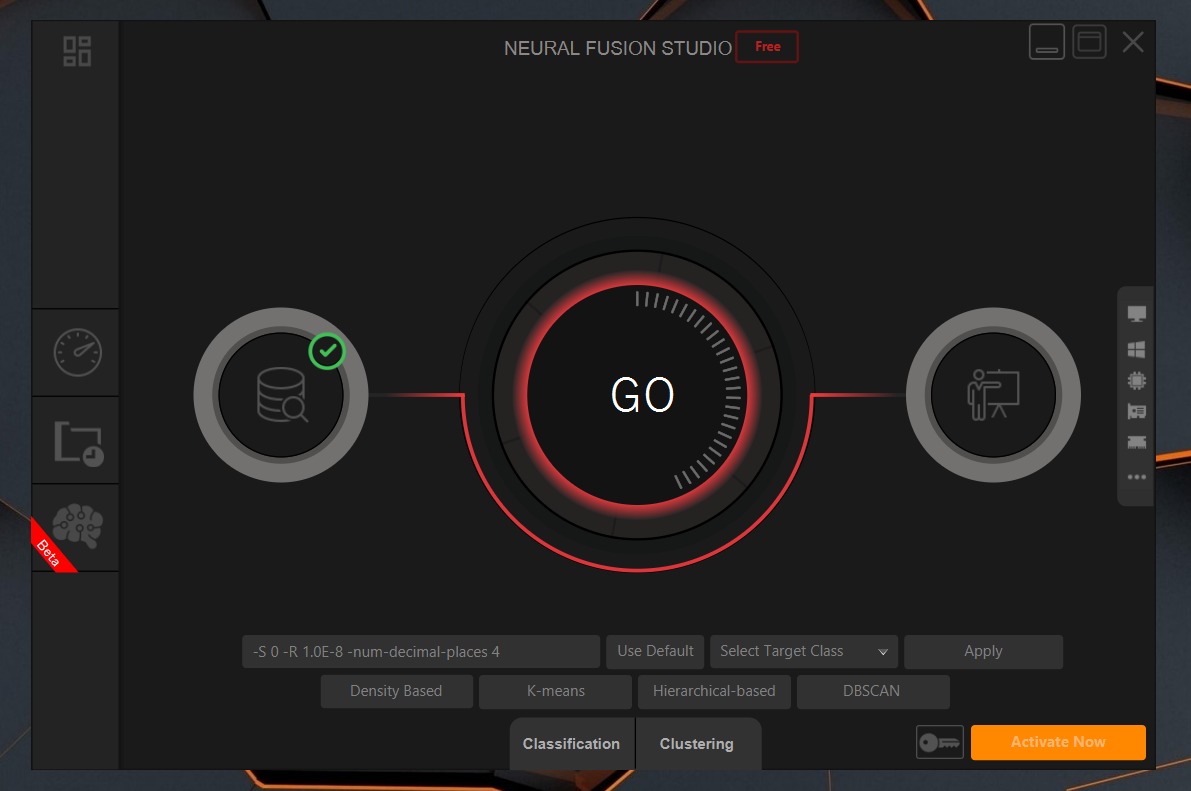 NEURAL FUSION STUDIO Free
GO
Beta
-S 0 -R 1.0E-8 -num-decimal-places 4 Use Default Select Target Class Apply
Density Based K-means Hierarchical-based DBSCAN
Classification Clustering Activate Now